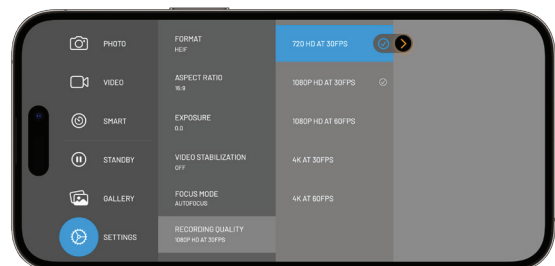 PHOTO
VIDEO
SMART
STANDBY
GALLERY
SETTINGS
FORMAT
HEIF
ASPECT RATIO
16:9
EXPOSURE
0.0
VIDEO STABILIZATION
OFF
FOCUS MODE
AUTOFOCUS
RECORDING QUALITY
1080P HD AT 30FPS
720 HD AT 30FPS
1080P HD AT 30FPS
1080P HD AT 60FPS
4K AT 30FPS
4K AT 60FPS